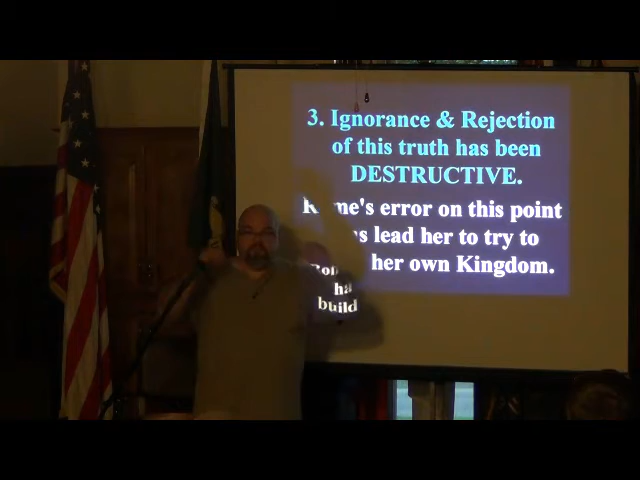 3. Ignorance & Rejection
of this truth has been
DESTRUCTIVE.
Rome's error on this point
has lead her to try to
build her own Kingdom.